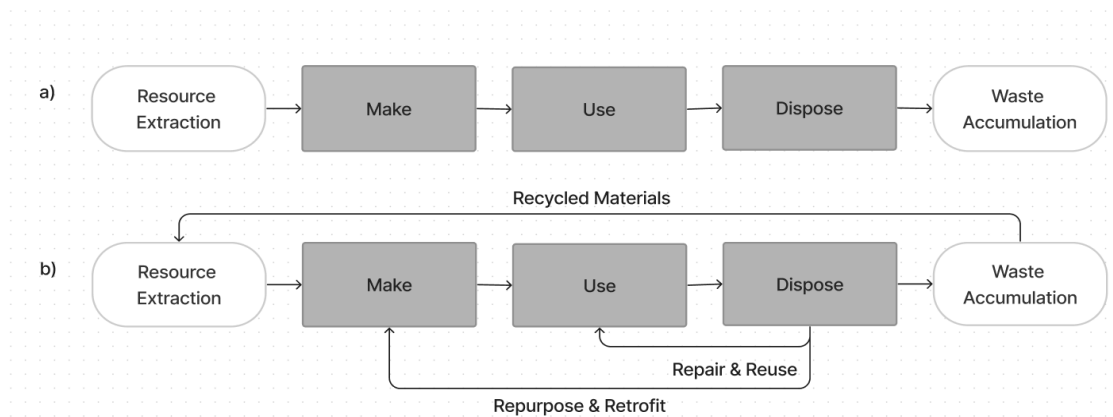 a)
Resource
Extraction
Make
Use
Dispose
Waste
Accumulation
Recycled Materials
b)
Resource
Extraction
Make
Use
Dispose
Waste
Accumulation
Repair & Reuse
Repurpose & Retrofit